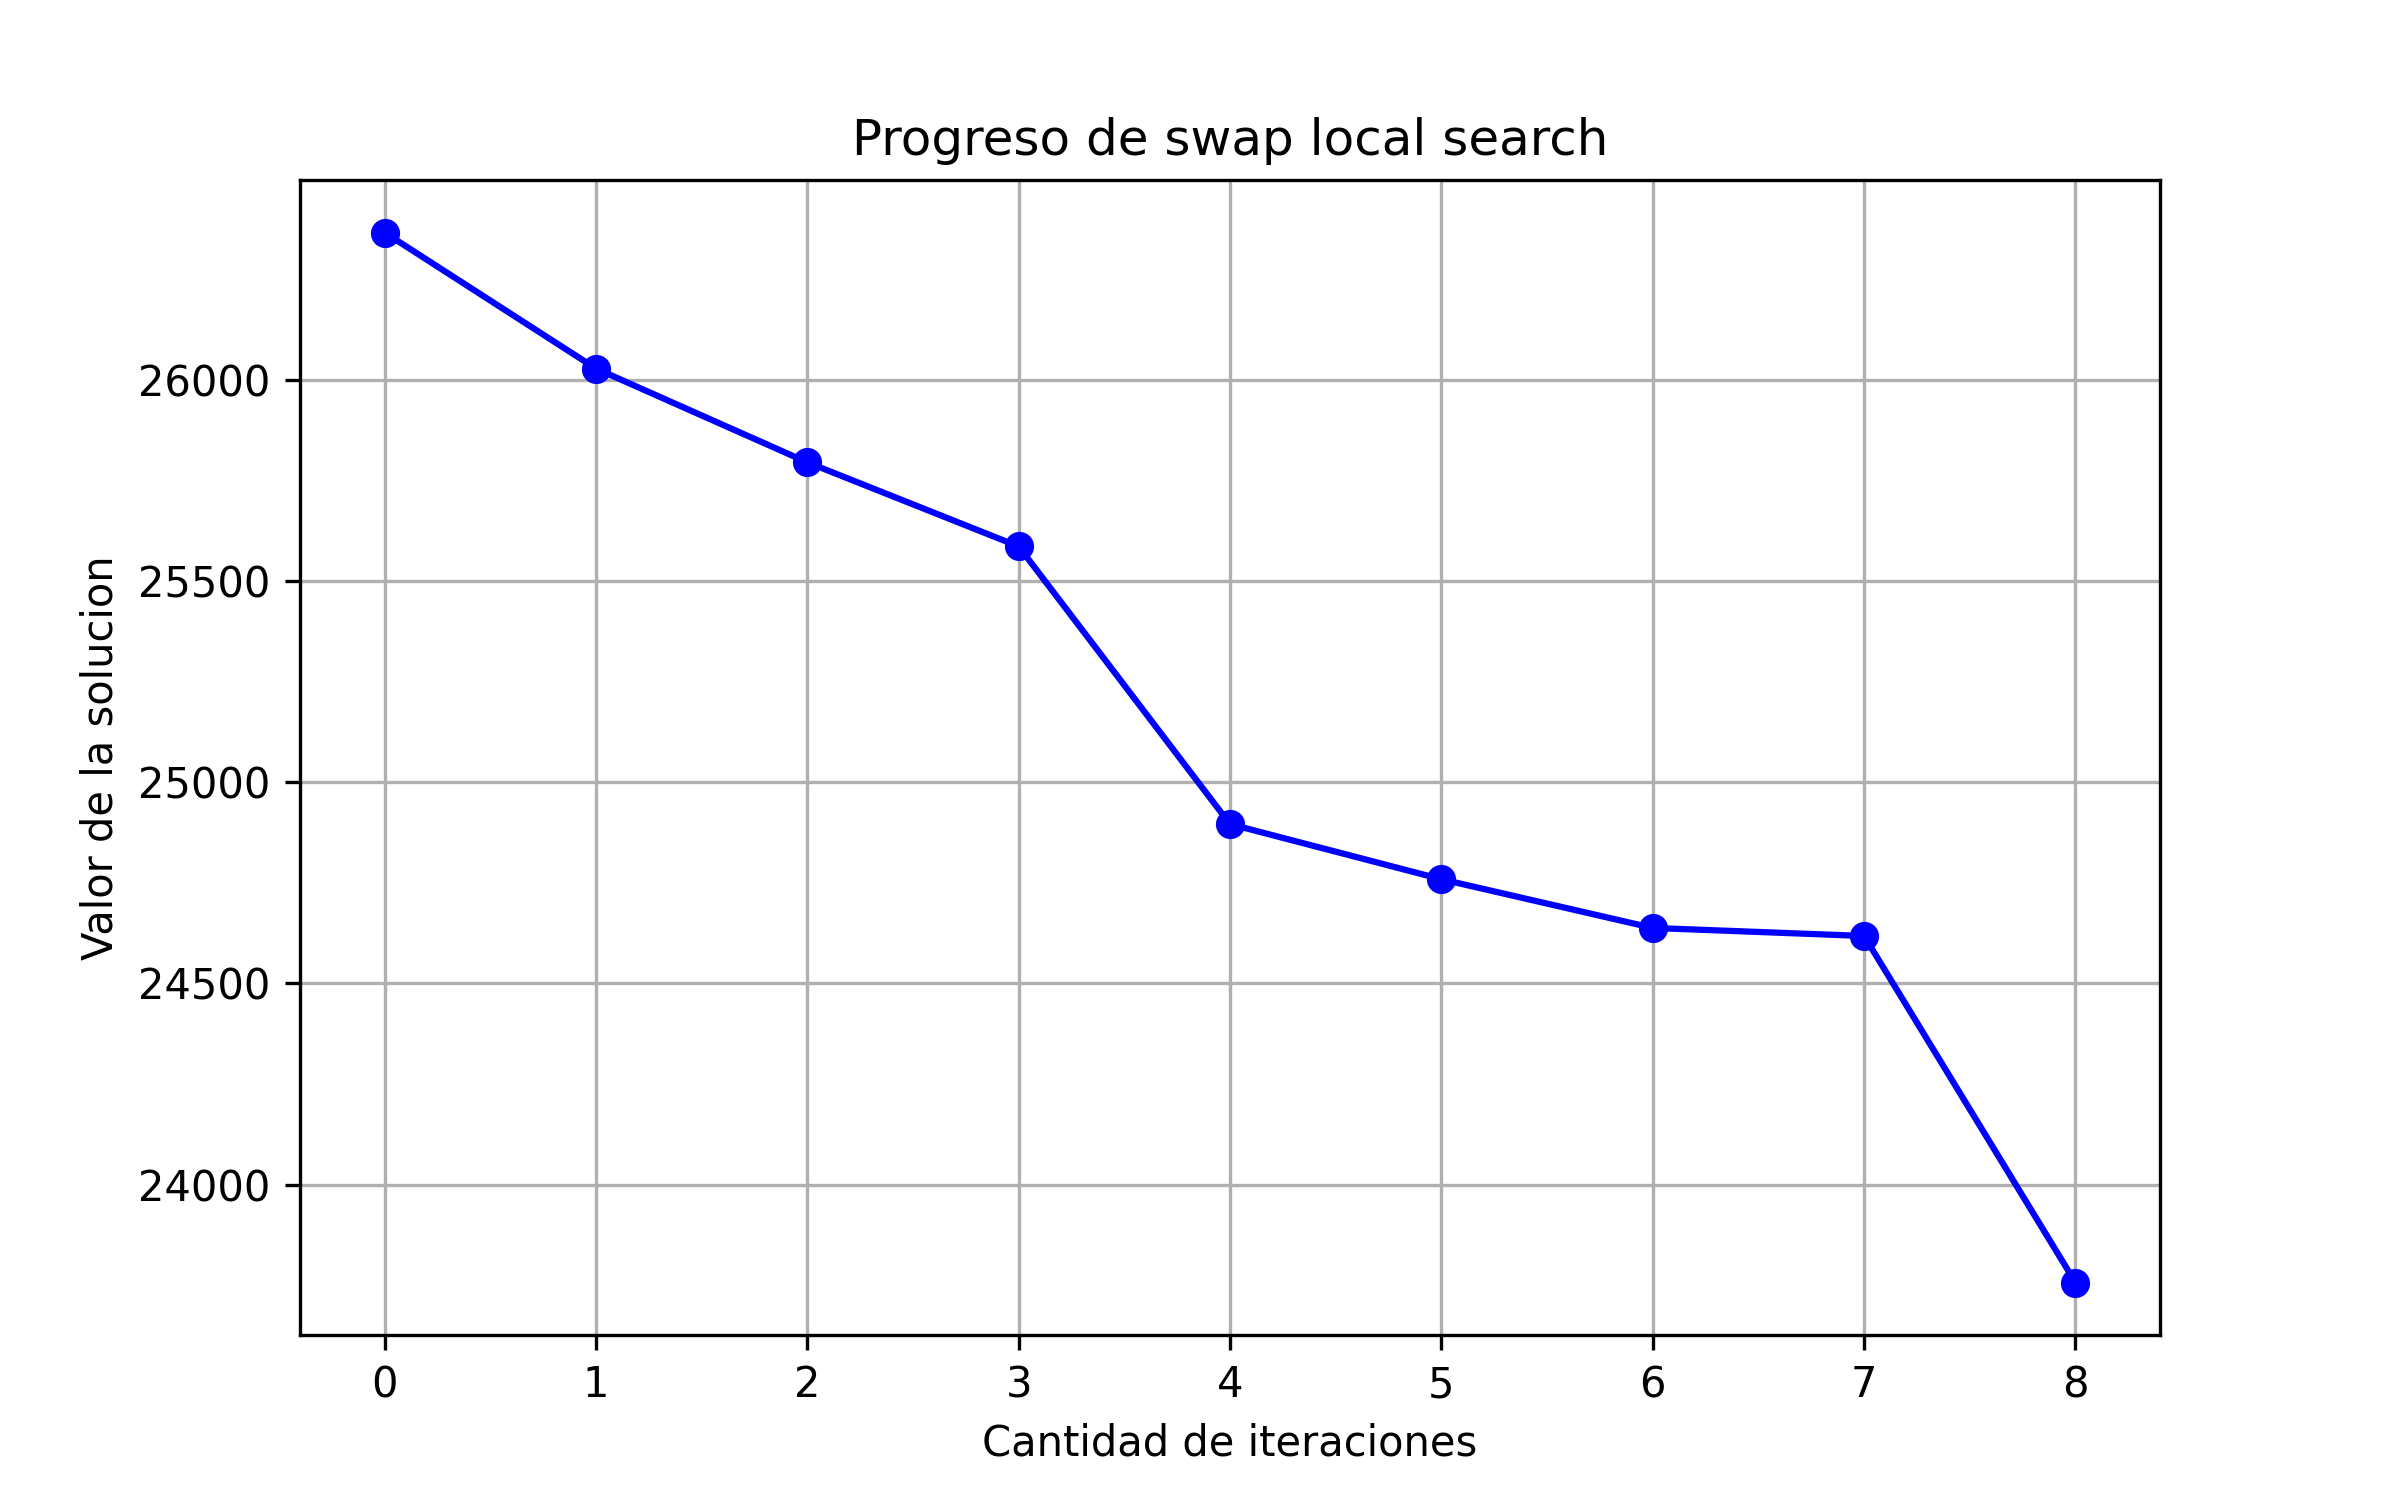 Progreso de swap local search
Valor de la solucion
26000
25500
25000
24500
24000
0 1 2 3 4 5 6 7 8
Cantidad de iteraciones